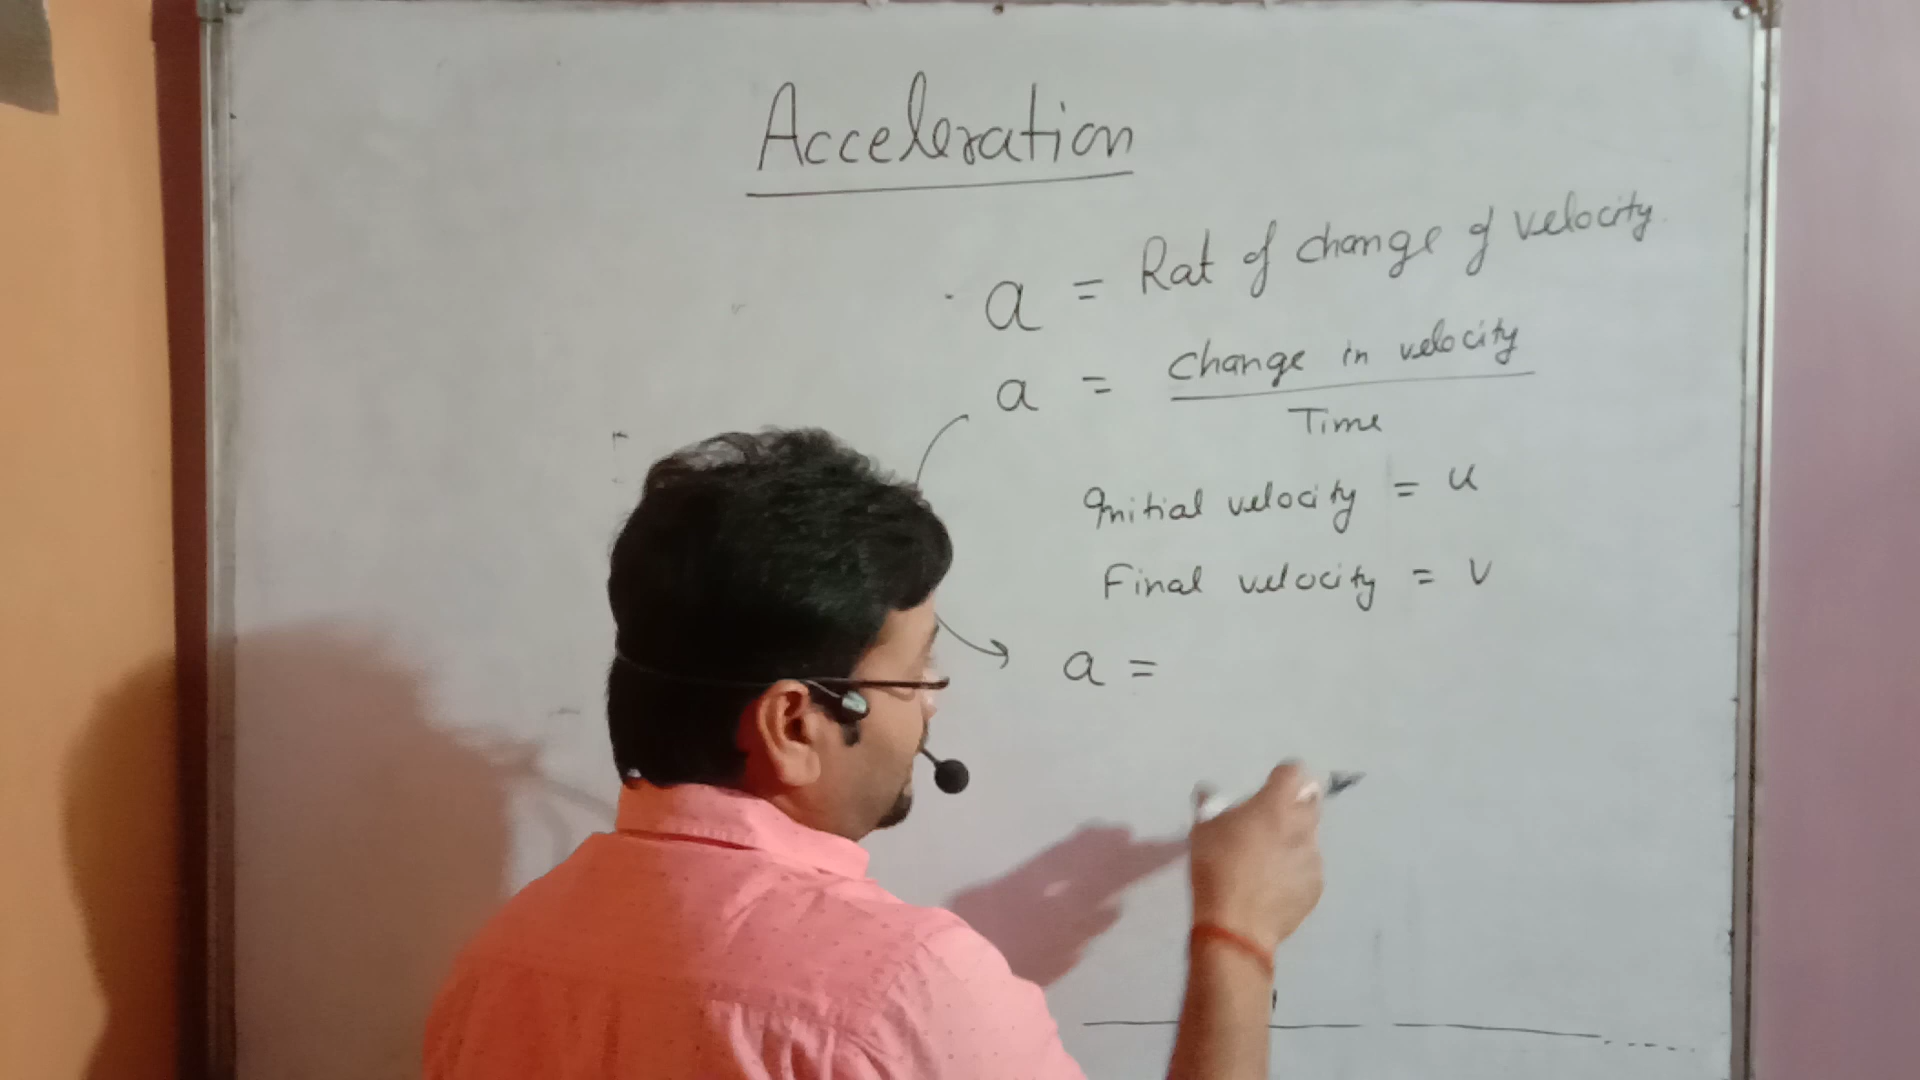 Acceleration
a = Rat of change of velocity
a = change in velocity
Time
Initial velocity = u
Final velocity = v
a =